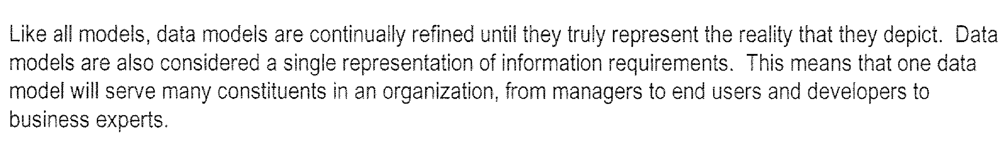 Like all models, data models are continually refined until they truly represent the reality that they depict.  Data
models are also considered a single representation of information requirements.  This means that one data
model will serve many constituents in an organization, from managers to end users and developers to
business experts.